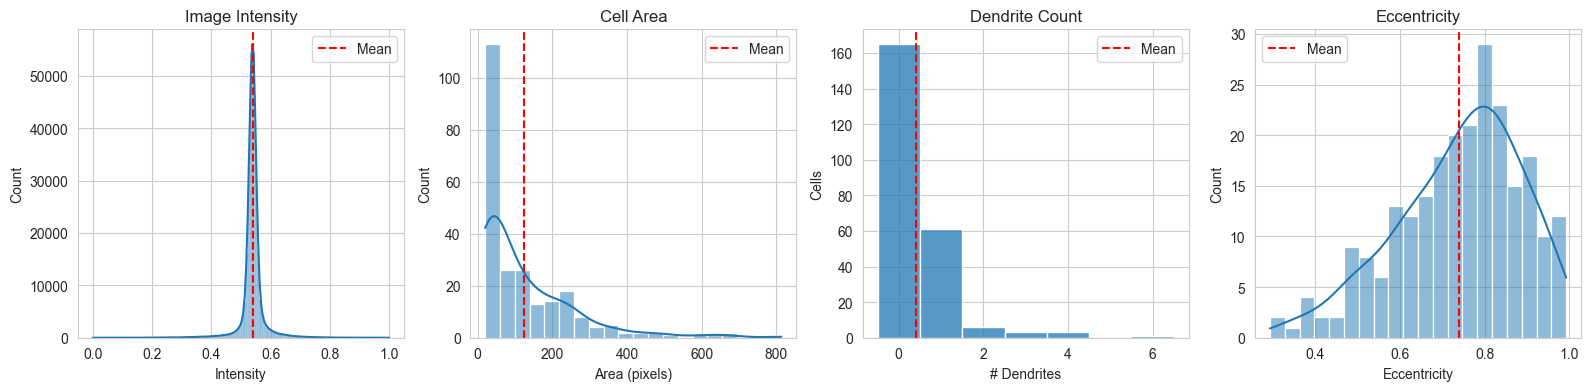 Image Intensity
Mean
50000
40000
30000
20000
10000
0
Count
0.0 0.2 0.4 0.6 0.8 1.0
Intensity
Cell Area
Mean
100
80
60
40
20
0
Count
0 200 400 600 800
Area (pixels)
Dendrite Count
Mean
160
140
120
100
80
60
40
20
0
Cells
0 2 4 6
# Dendrites
Eccentricity
Mean
30
25
20
15
10
5
0
Count
0.4 0.6 0.8 1.0
Eccentricity